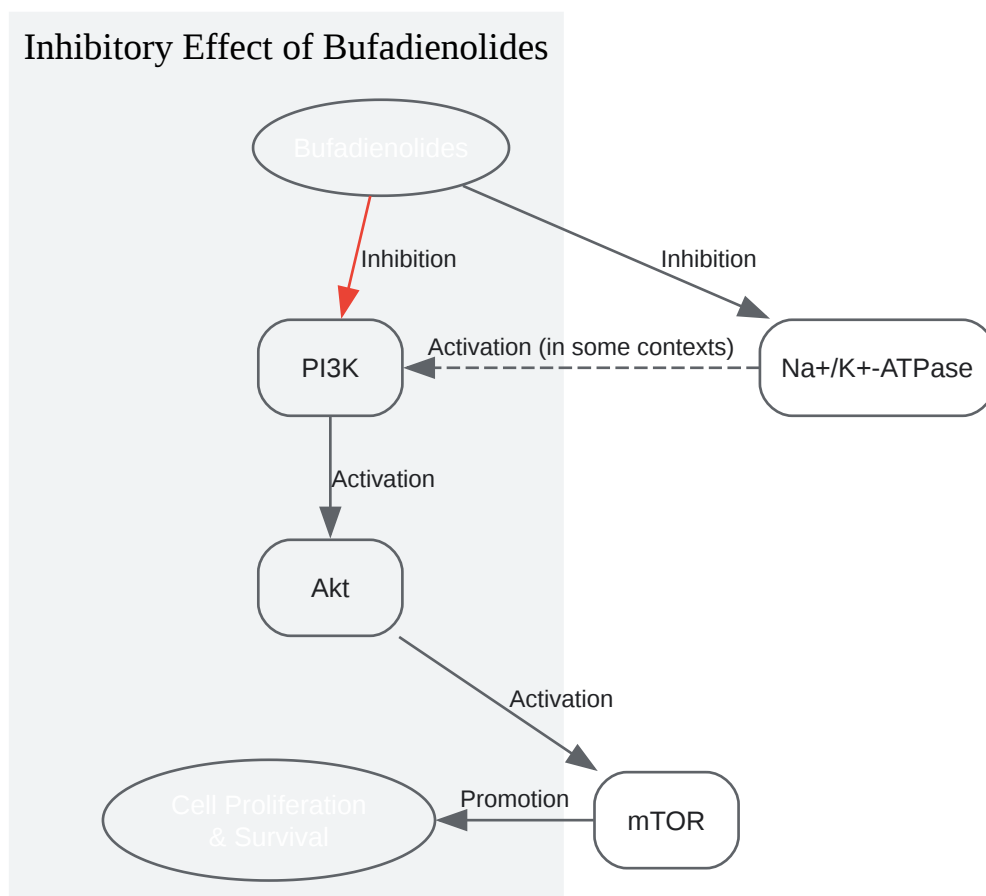 Inhibitory Effect of Bufadienolides
Bufadienolides
Inhibition
Inhibition
PI3K
Activation (in some contexts)
Na+/K+-ATPase
Activation
Akt
Activation
Cell Proliferation
& Survival
Promotion
mTOR